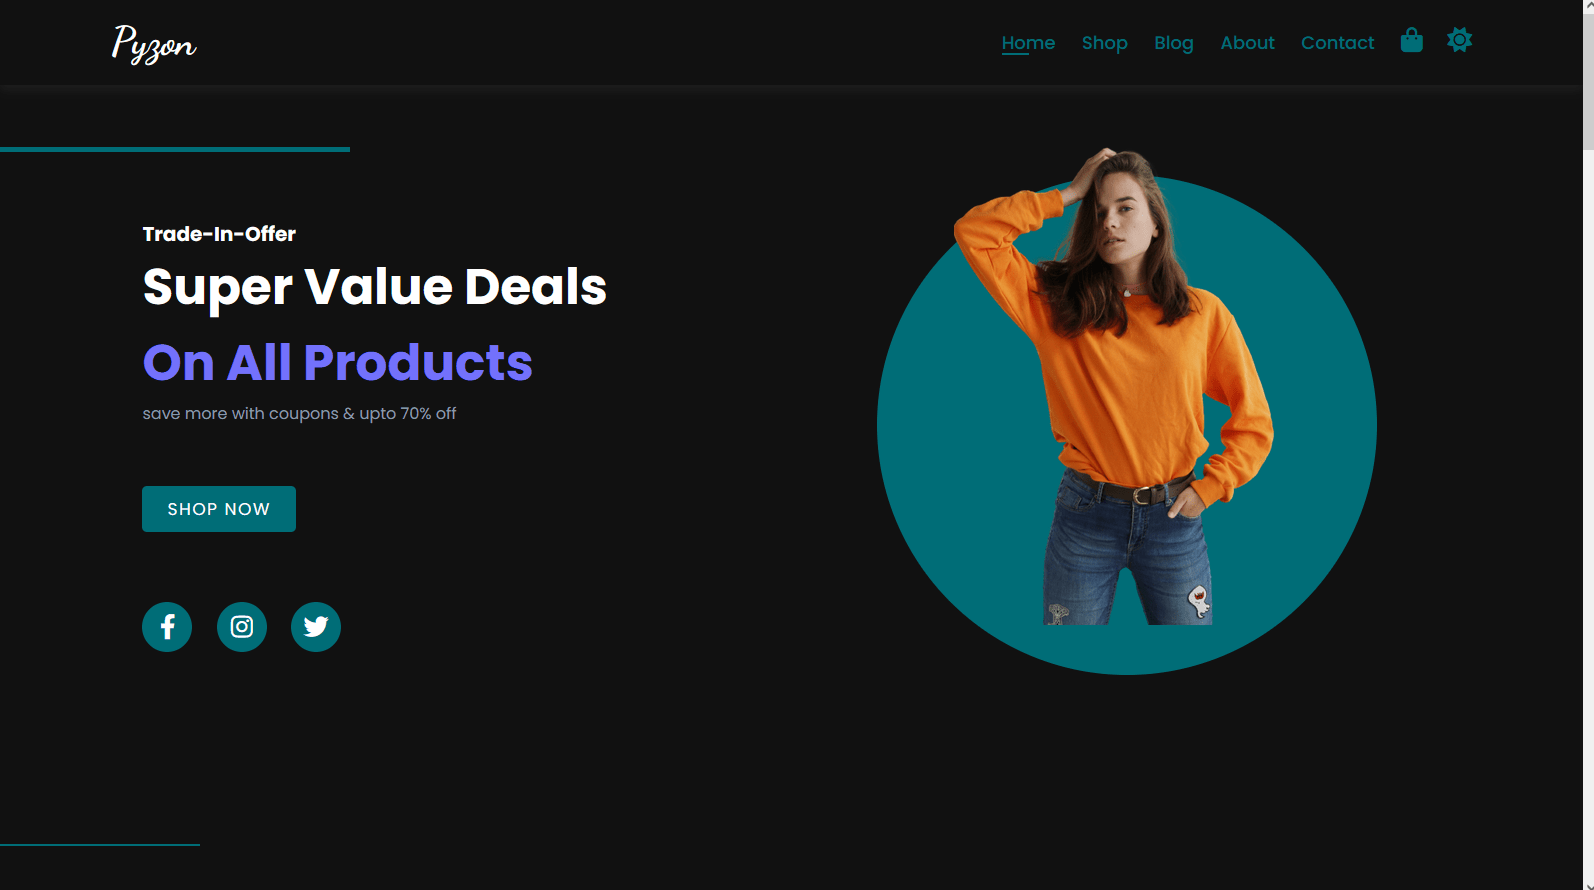 Pyzon
Home Shop Blog About Contact
Trade-In-Offer
Super Value Deals
On All Products
save more with coupons & upto 70% off
SHOP NOW